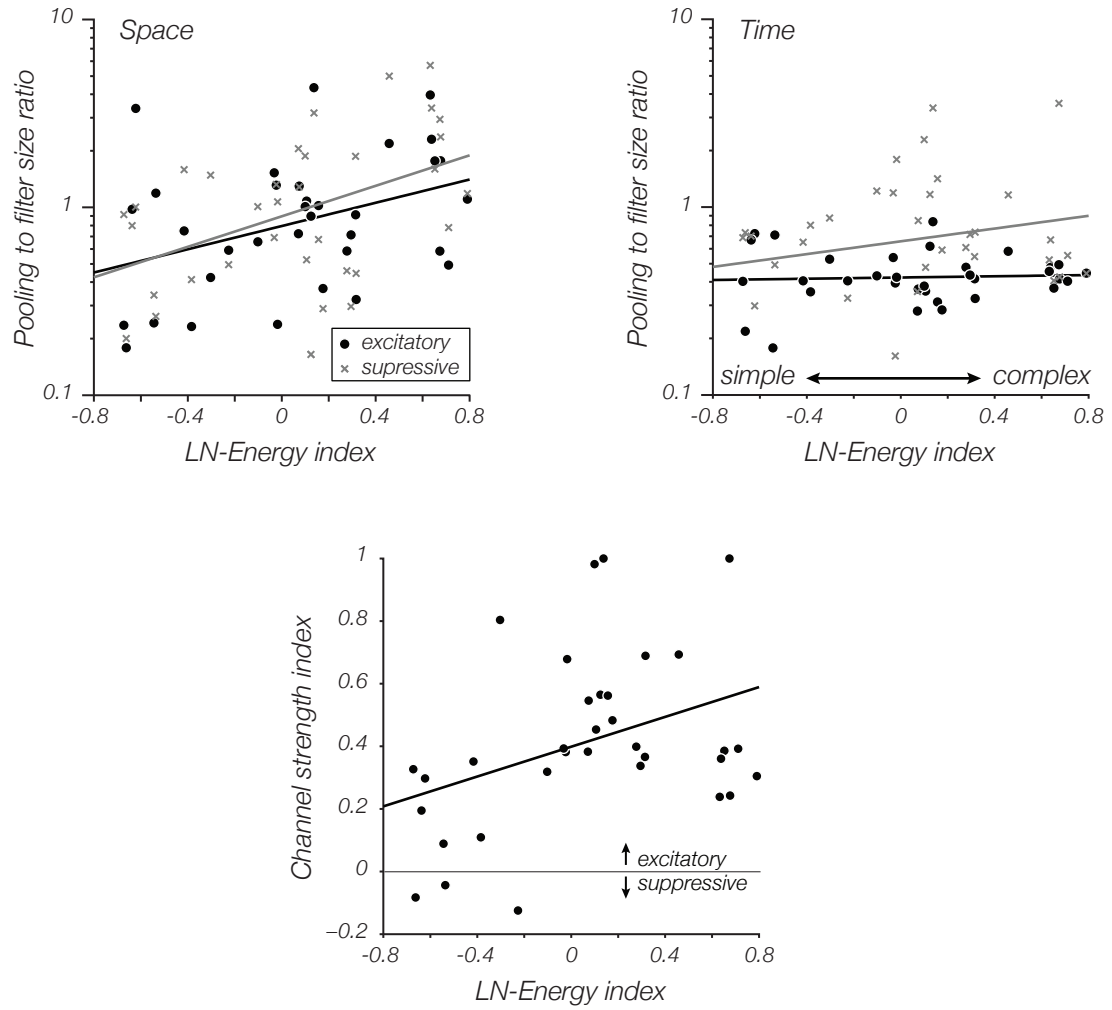 Space
10
1
0.1
Pooling to filter size ratio
excitatory
supressive
-0.8
-0.4
0
0.4
0.8
LN-Energy index
Time
10
1
0.1
Pooling to filter size ratio
simple
complex
-0.8
-0.4
0
0.4
0.8
LN-Energy index
1
0.8
0.6
0.4
0.2
0
–0.2
Channel strength index
excitatory
suppressive
-0.8
-0.4
0
0.4
0.8
LN-Energy index